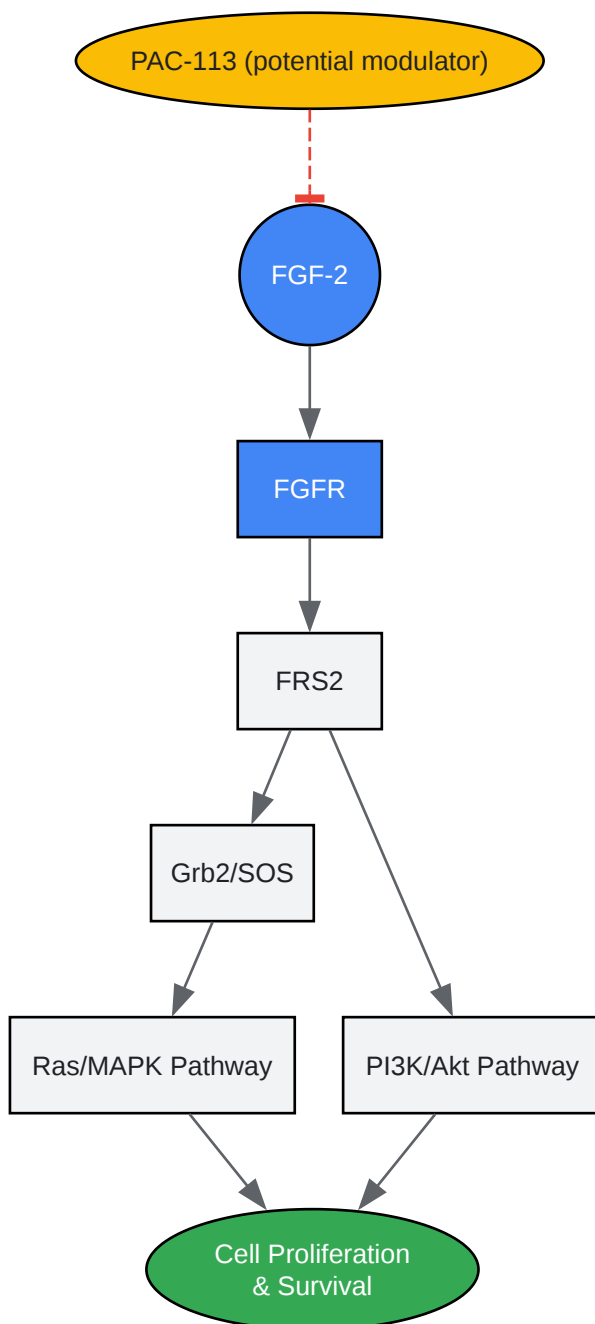 PAC-113 (potential modulator)
FGF-2
FGFR
FRS2
Grb2/SOS
Ras/MAPK Pathway
PI3K/Akt Pathway
Cell Proliferation
& Survival